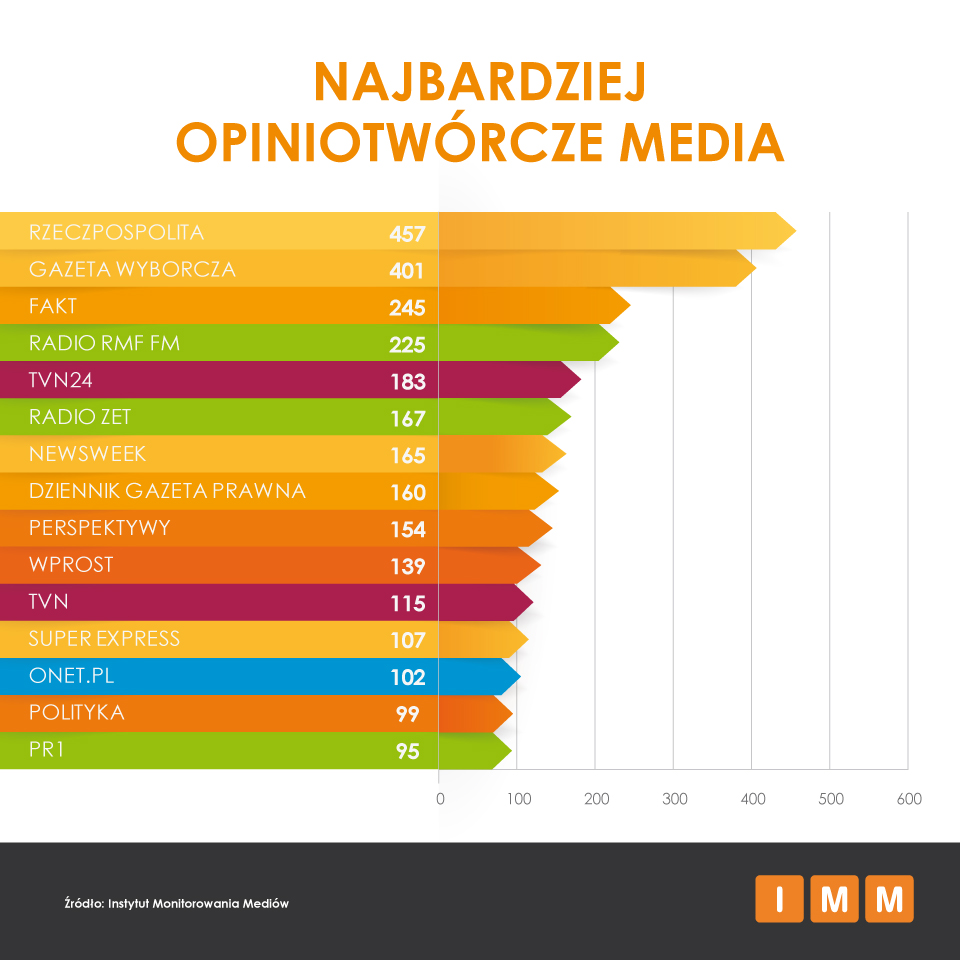 NAJBARDZIEJ
OPINIOTWÓRCZE MEDIA
RZECZPOSPOLITA 457
GAZETA WYBORCZA 401
FAKT 245
RADIO RMF FM 225
TVN24 183
RADIO ZET 167
NEWSWEEK 165
DZIENNIK GAZETA PRAWNA 160
PERSPEKTYWY 154
WPROST 139
TVN 115
SUPER EXPRESS 107
ONET.PL 102
POLITYKA 99
PR1 95
0 100 200 300 400 500 600
Źródło: Instytut Monitorowania Mediów
IMM